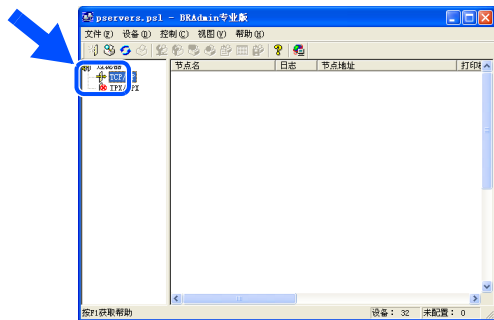 pservers.psl - BRAdmin专业版
文件(F) 设备(D) 控制(C) 视图(V) 帮助(H)
节点名 日志 节点地址
TCP/
IPX/SPX
按F1获取帮助 设备: 32 未配置: 0